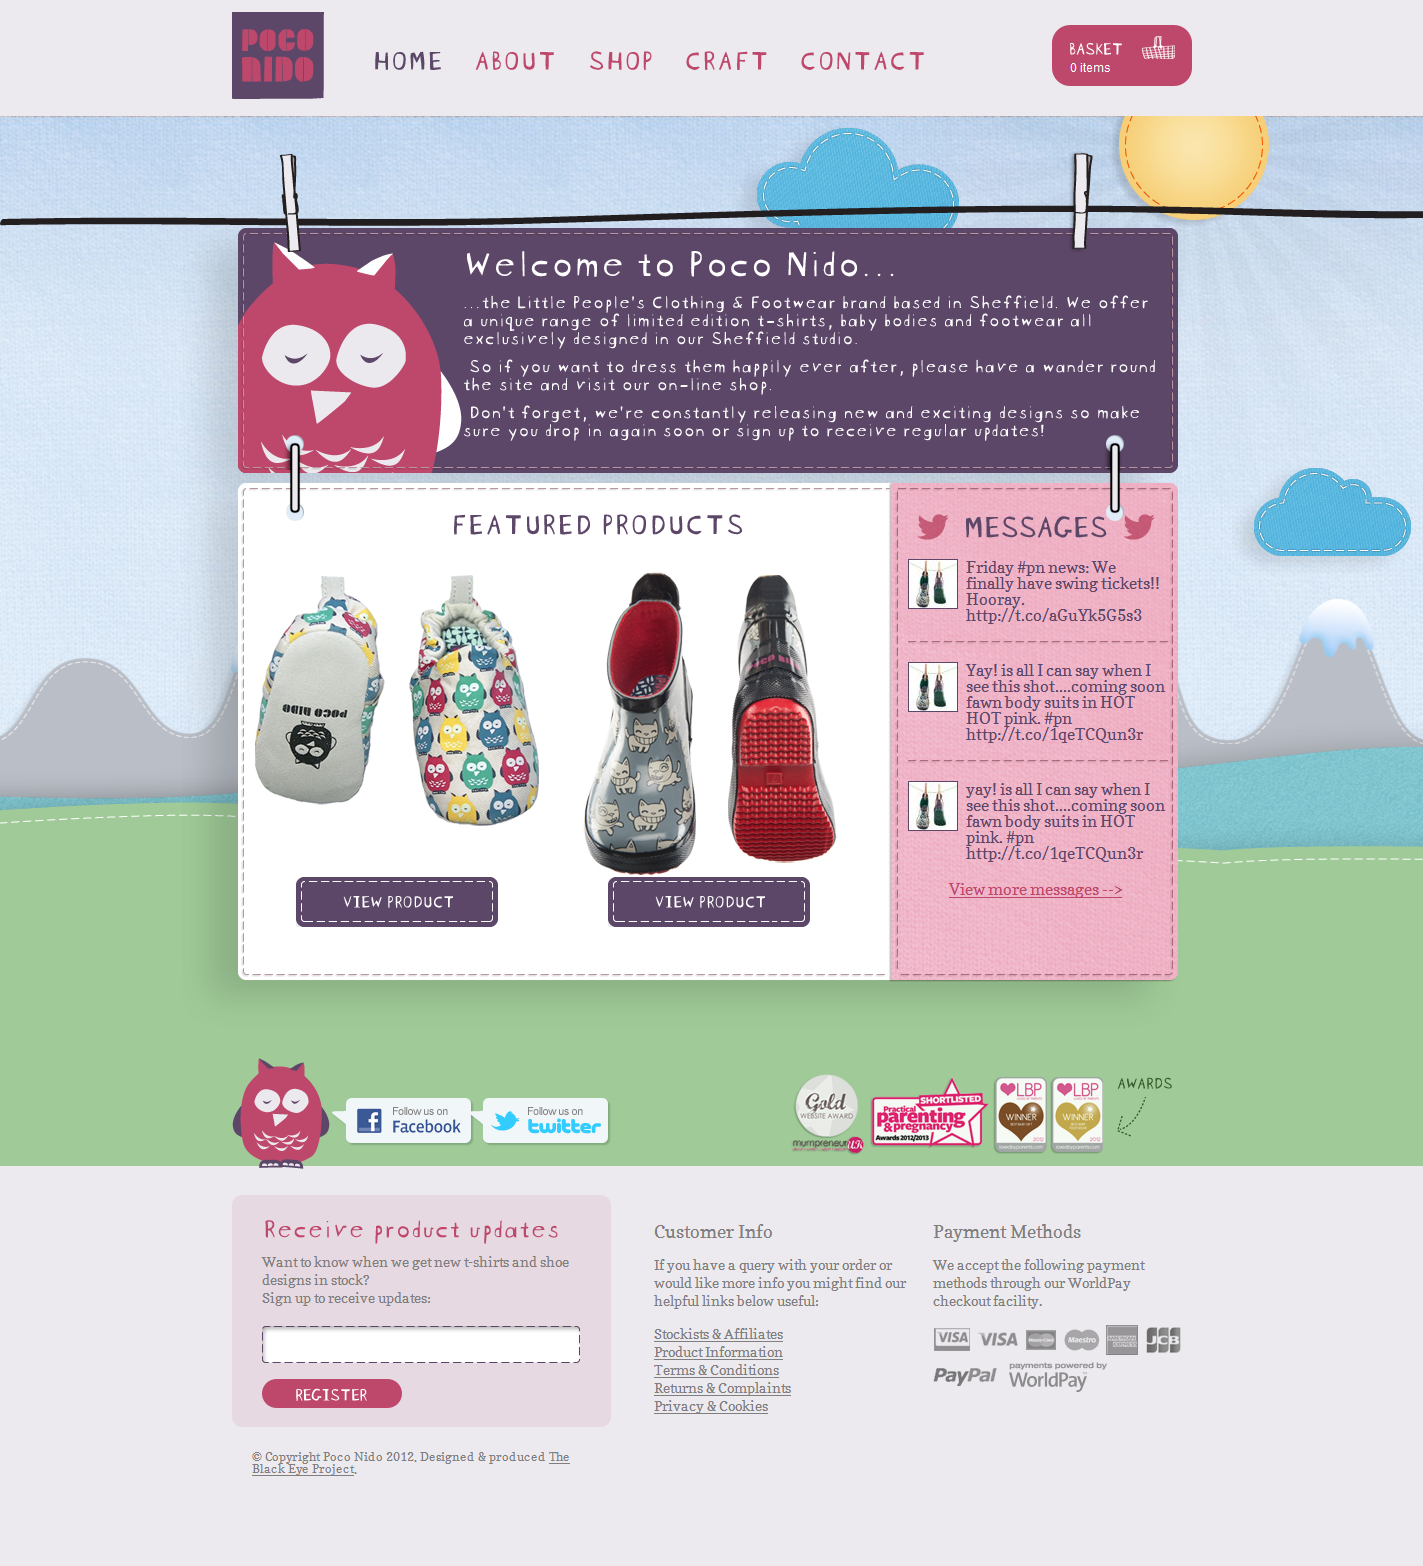 POCO
NIDO
HOME ABOUT SHOP CRAFT CONTACT
BASKET
0 items
Welcome to Poco Nido...
...the Little People's Clothing & Footwear brand based in Sheffield. We offer
a unique range of limited edition t-shirts, baby bodies and footwear all
exclusively designed in our Sheffield studio.
So if you want to dress them happily ever after, please have a wander round
the site and visit our on-line shop.
Don't forget, we're constantly releasing new and exciting designs so make
sure you drop in again soon or sign up to receive regular updates!
FEATURED PRODUCTS
POCO NIDO
POCO NIDO
VIEW PRODUCT
VIEW PRODUCT
MESSAGES
Friday #pn news: We
finally have swing tickets!!
Hooray.
http://t.co/aGuYk5G5s3
Yay! is all I can say when I
see this shot....coming soon
fawn body suits in HOT
HOT pink. #pn
http://t.co/1qeTCQun3r
yay! is all I can say when I
see this shot....coming soon
fawn body suits in HOT
pink. #pn
http://t.co/1qeTCQun3r
View more messages -->
Follow us on
Facebook
Follow us on
twitter
Gold
WEBSITE AWARD
mumpreneur UK
SHORTLISTED
Practical
parenting
& pregnancy
Awards 2012/2013
LBP
WINNER
2012
LBP
WINNER
2012
AWARDS
Receive product updates
Want to know when we get new t-shirts and shoe
designs in stock?
Sign up to receive updates:
REGISTER
Customer Info
If you have a query with your order or
would like more info you might find our
helpful links below useful:
Stockists & Affiliates
Product Information
Terms & Conditions
Returns & Complaints
Privacy & Cookies
Payment Methods
We accept the following payment
methods through our WorldPay
checkout facility.
VISA VISA MasterCard Maestro AMERICAN EXPRESS JCB
PayPal
payments powered by
WorldPay
© Copyright Poco Nido 2012. Designed & produced The
Black Eye Project.